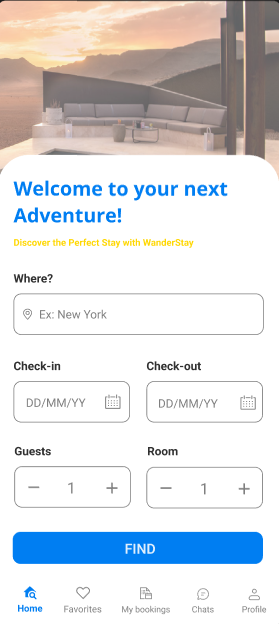 Welcome to your next
Adventure!
Discover the Perfect Stay with WanderStay
Where?
Ex: New York
Check-in
Check-out
DD/MM/YY
DD/MM/YY
Guests
Room
1
1
FIND
Home
Favorites
My bookings
Chats
Profile